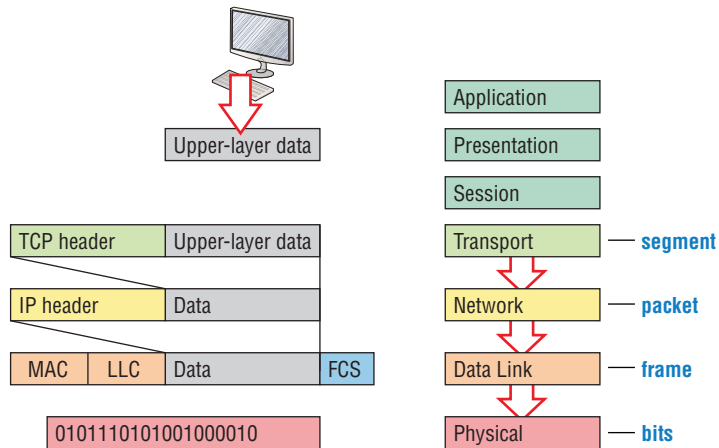 Application
Upper-layer data
Presentation
Session
TCP header
Upper-layer data
Transport
segment
IP header
Data
Network
packet
MAC
LLC
Data
FCS
Data Link
frame
0101110101001000010
Physical
bits